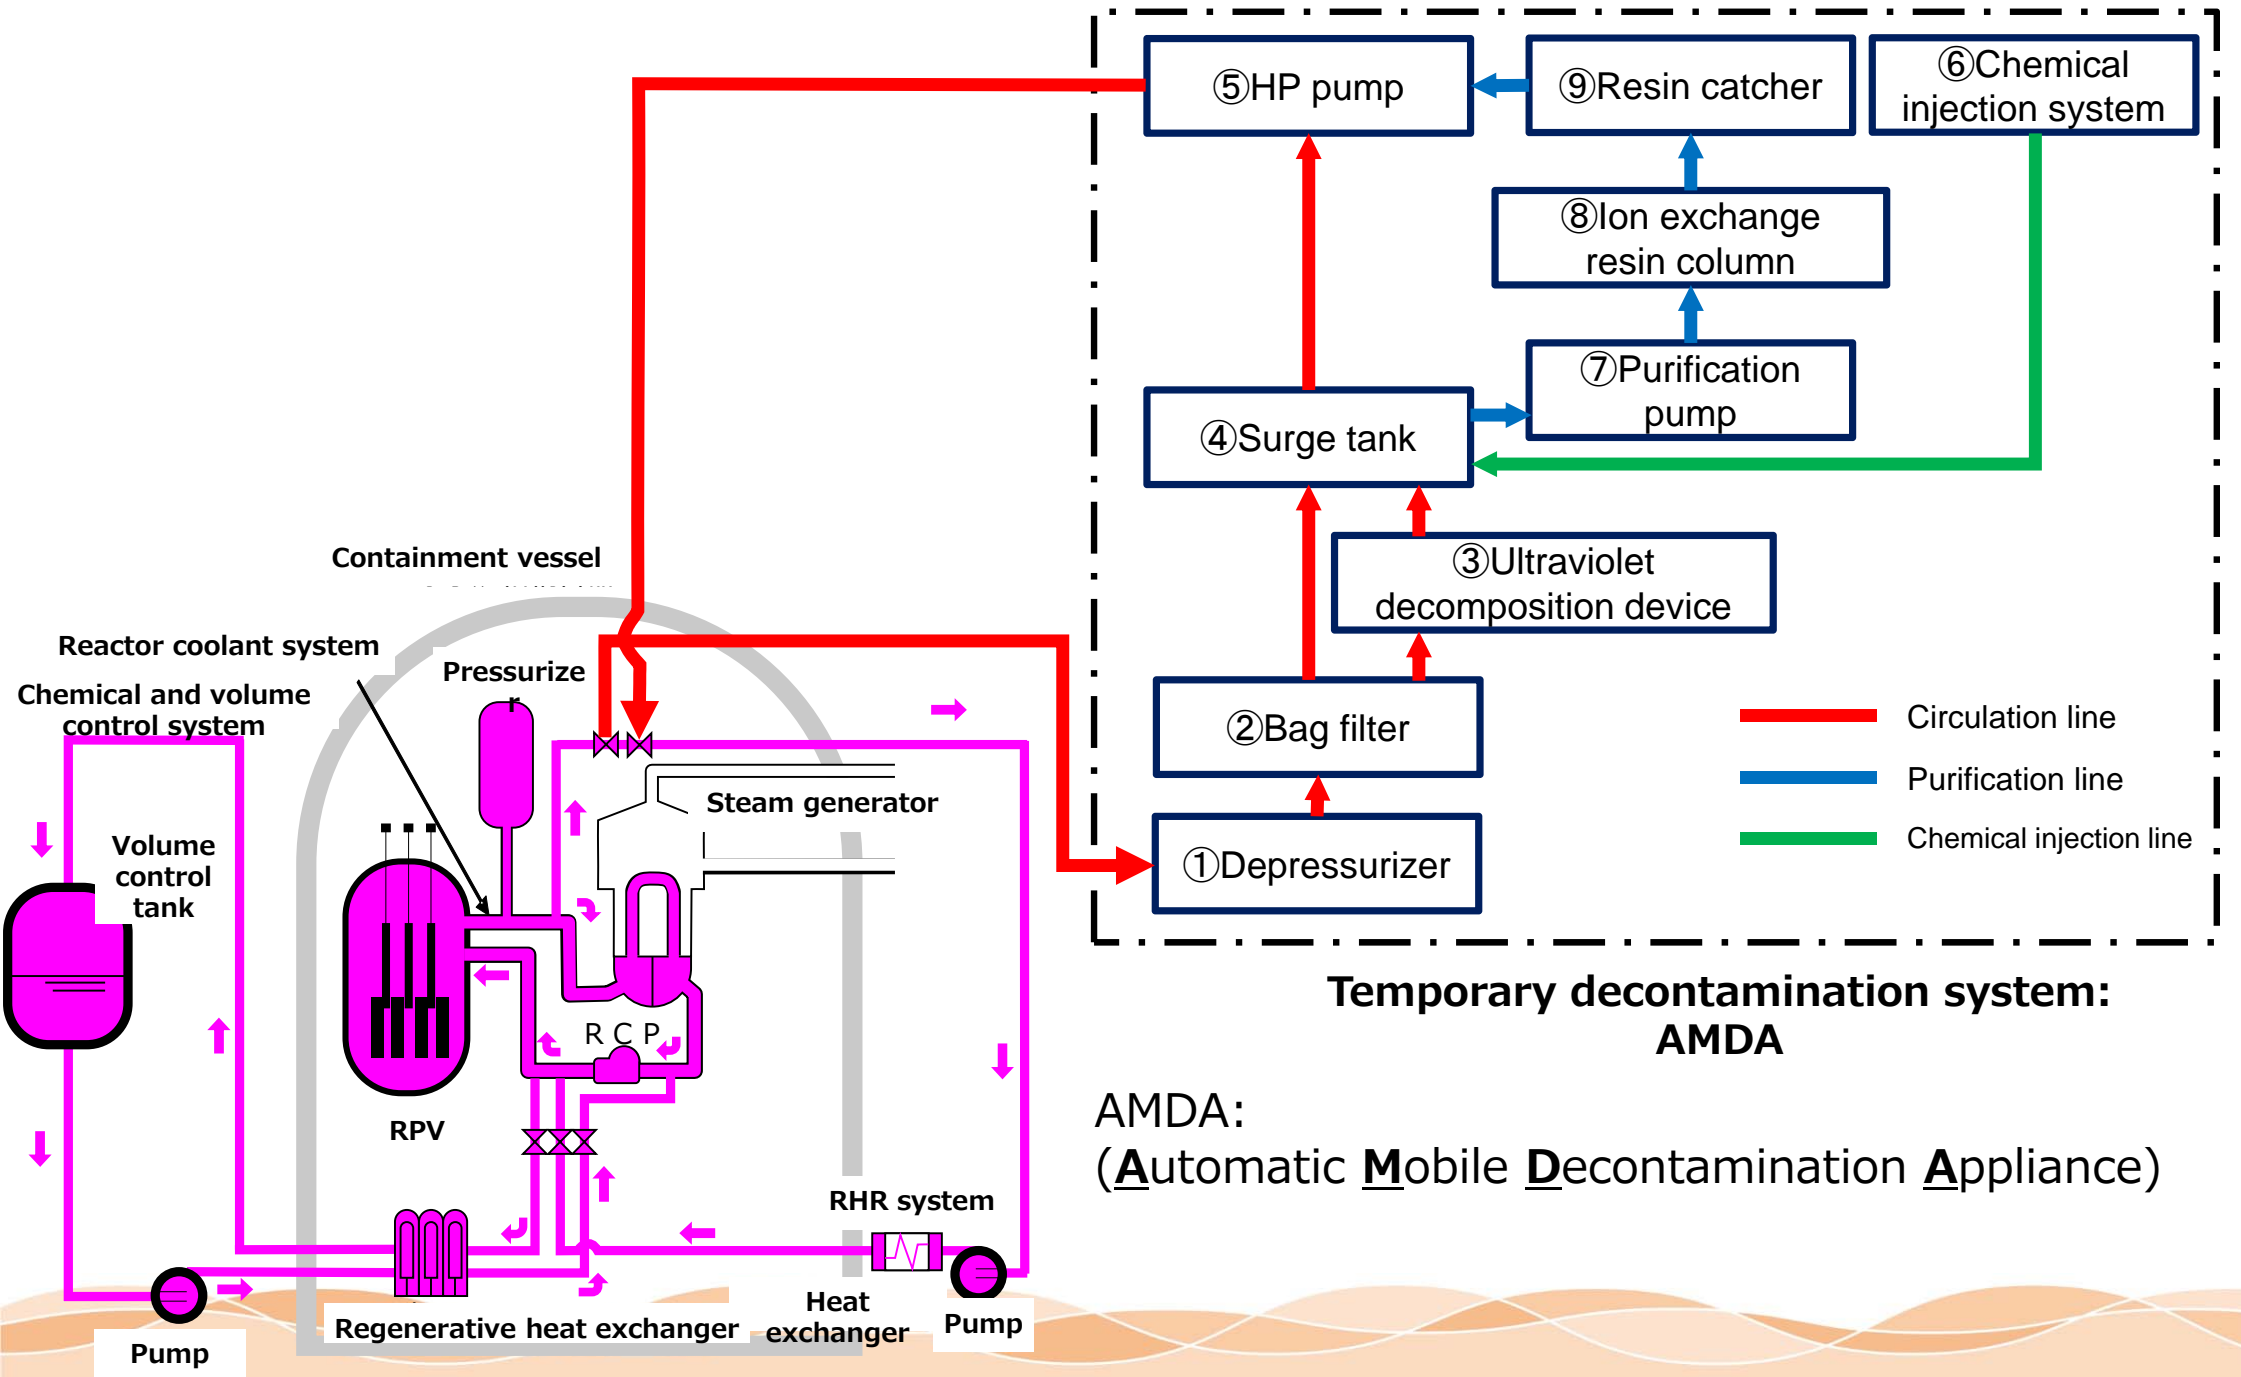 ⑤HP pump
⑨Resin catcher
⑥Chemical
injection system
⑧Ion exchange
resin column
⑦Purification
pump
④Surge tank
③Ultraviolet
decomposition device
②Bag filter
①Depressurizer
Circulation line
Purification line
Chemical injection line
Temporary decontamination system:
AMDA
AMDA:
(Automatic Mobile Decontamination Appliance)
Containment vessel
Reactor coolant system
Pressurize
r
Chemical and volume
control system
Steam generator
Volume
control
tank
RCP
RPV
RHR system
Heat
exchanger
Pump
Regenerative heat exchanger
Pump